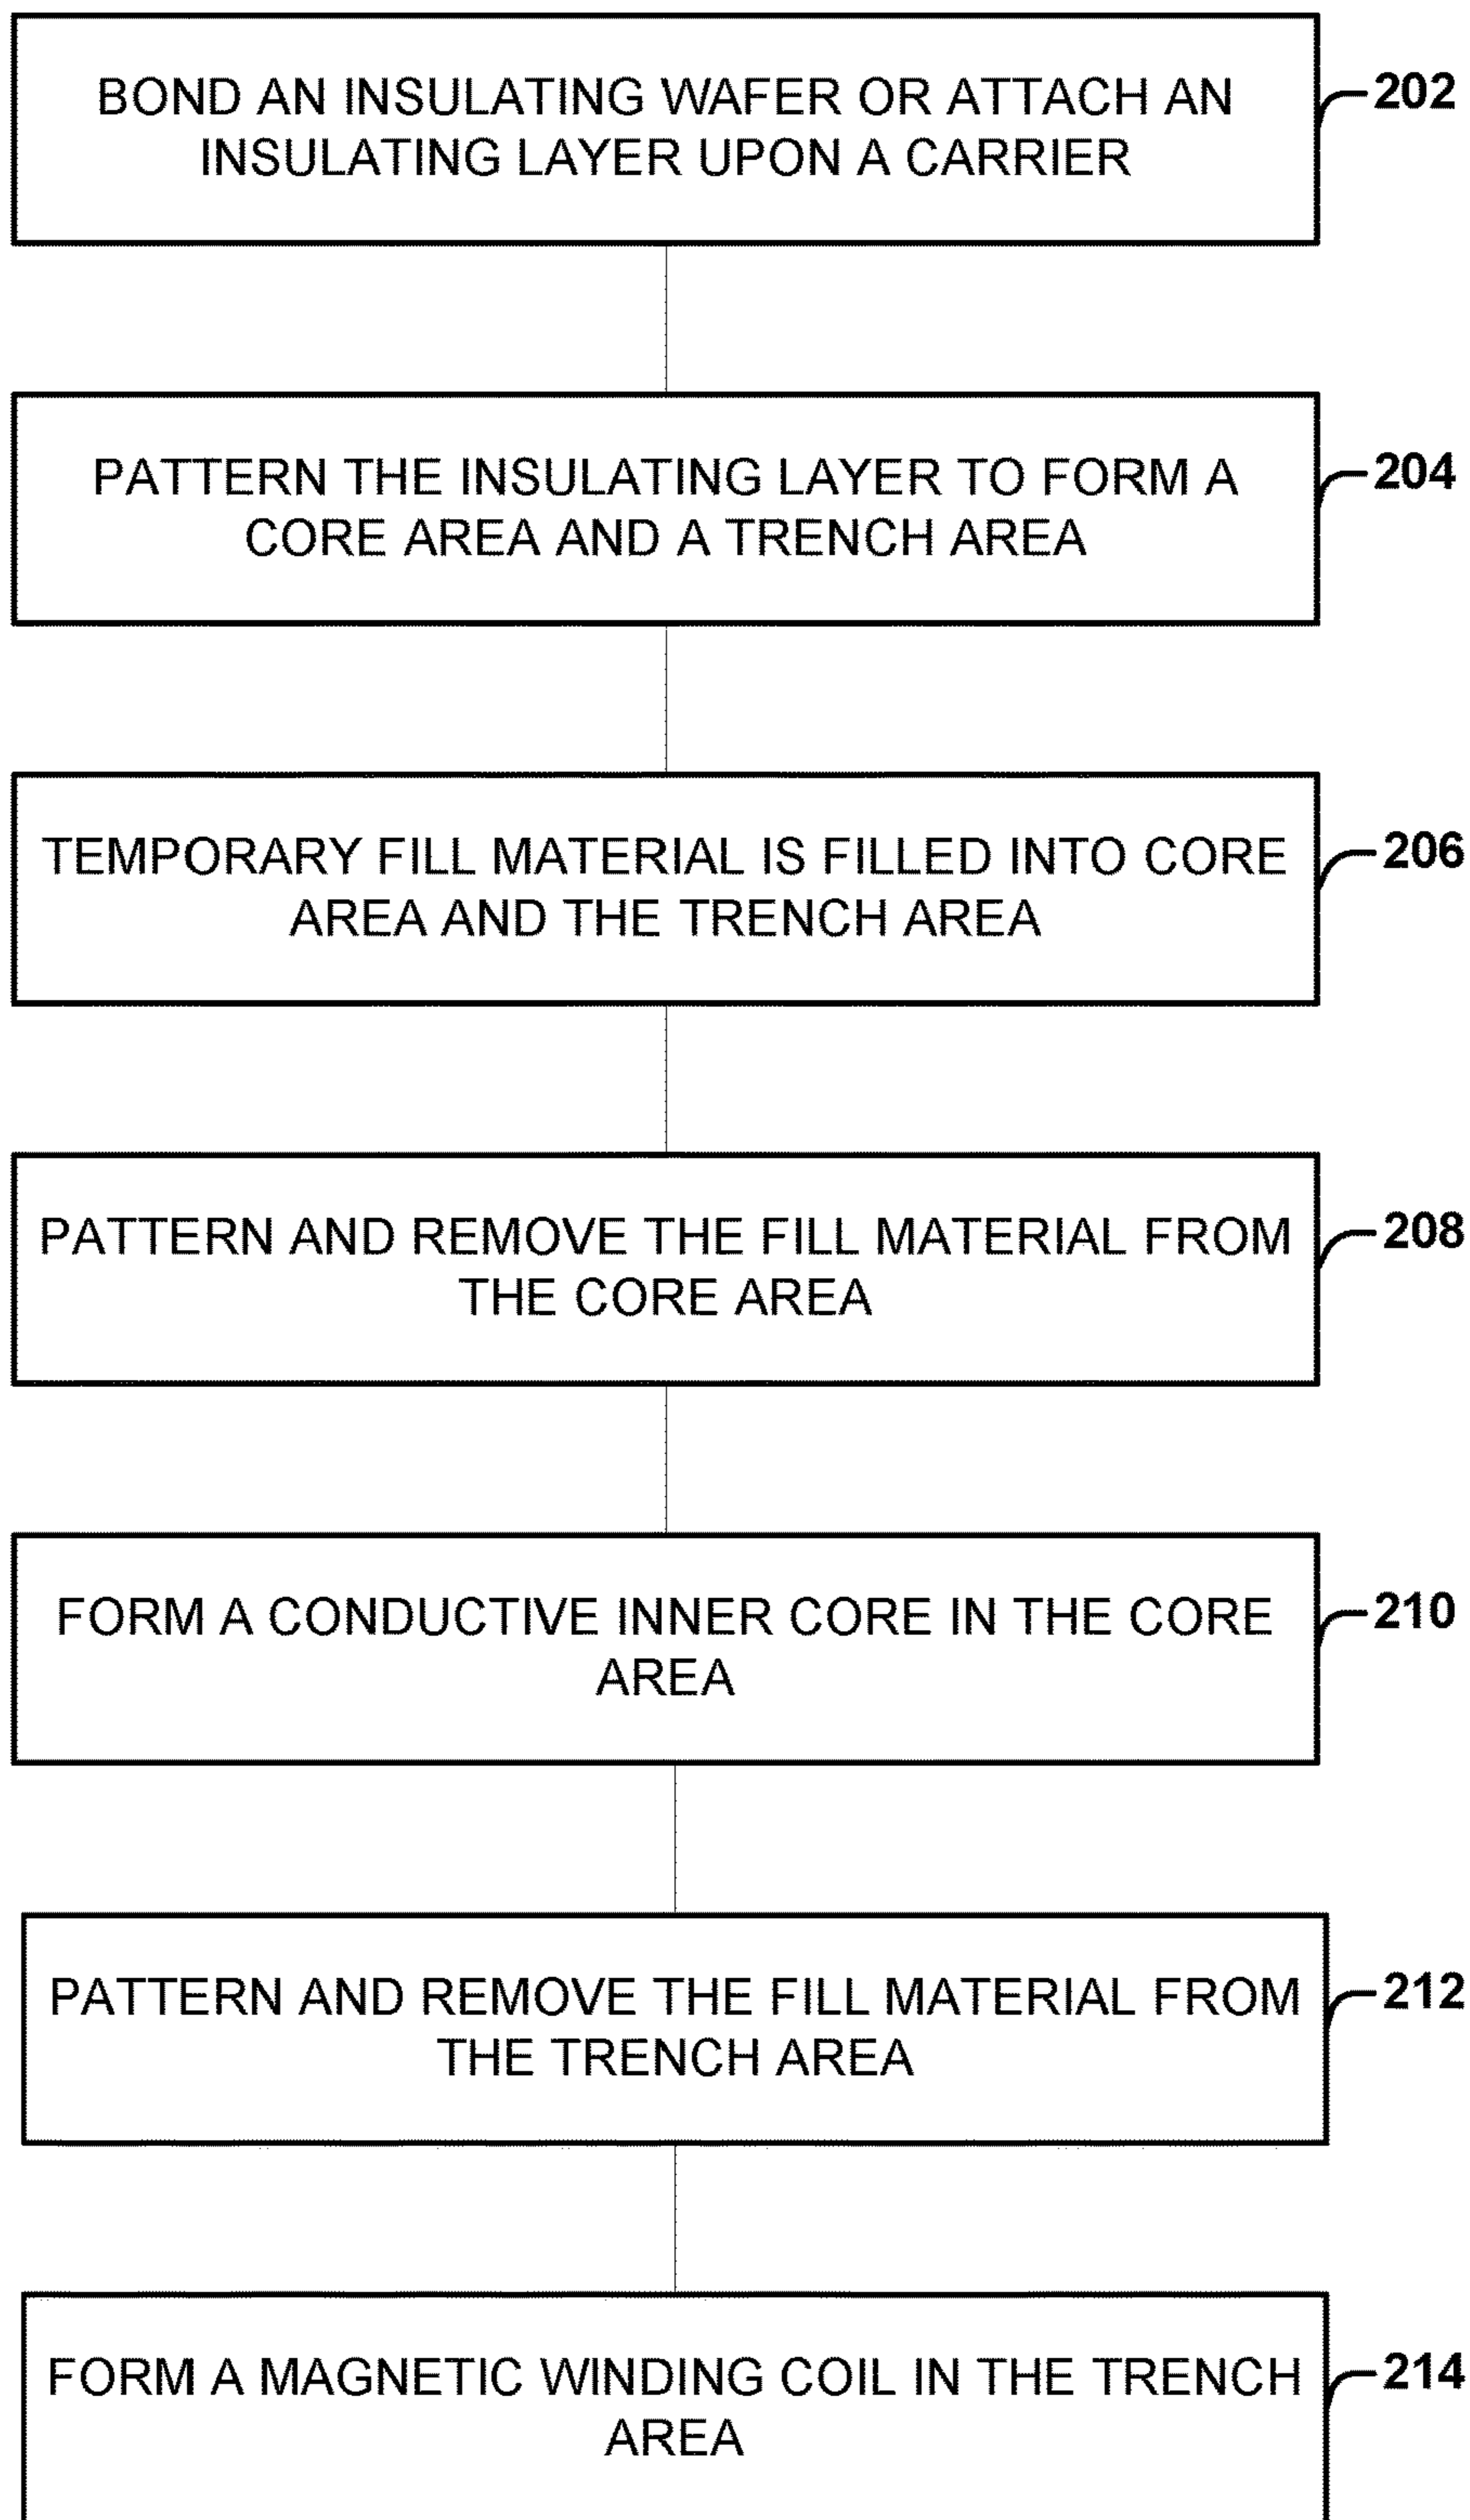 BOND AN INSULATING WAFER OR ATTACH AN
INSULATING LAYER UPON A CARRIER
202
PATTERN THE INSULATING LAYER TO FORM A
CORE AREA AND A TRENCH AREA
204
TEMPORARY FILL MATERIAL IS FILLED INTO CORE
AREA AND THE TRENCH AREA
206
PATTERN AND REMOVE THE FILL MATERIAL FROM
THE CORE AREA
208
FORM A CONDUCTIVE INNER CORE IN THE CORE
AREA
210
PATTERN AND REMOVE THE FILL MATERIAL FROM
THE TRENCH AREA
212
FORM A MAGNETIC WINDING COIL IN THE TRENCH
AREA
214